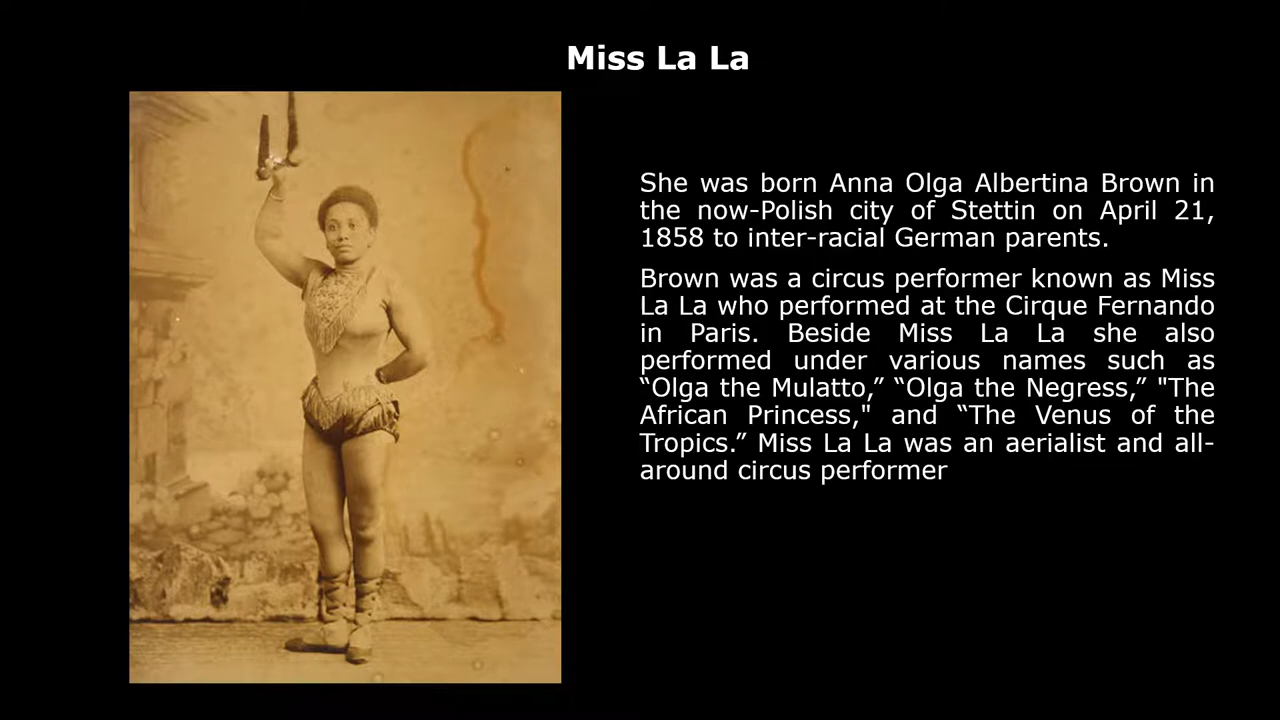 Miss La La
She was born Anna Olga Albertina Brown in
the now-Polish city of Stettin on April 21,
1858 to inter-racial German parents.
Brown was a circus performer known as Miss
La La who performed at the Cirque Fernando
in Paris. Beside Miss La La she also
performed under various names such as
“Olga the Mulatto,” “Olga the Negress,” "The
African Princess," and “The Venus of the
Tropics.” Miss La La was an aerialist and all-
around circus performer